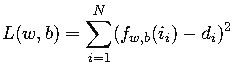 L(w, b) = \sum_{i=1}^{N} (f_{w,b}(i_i) - d_i)^2